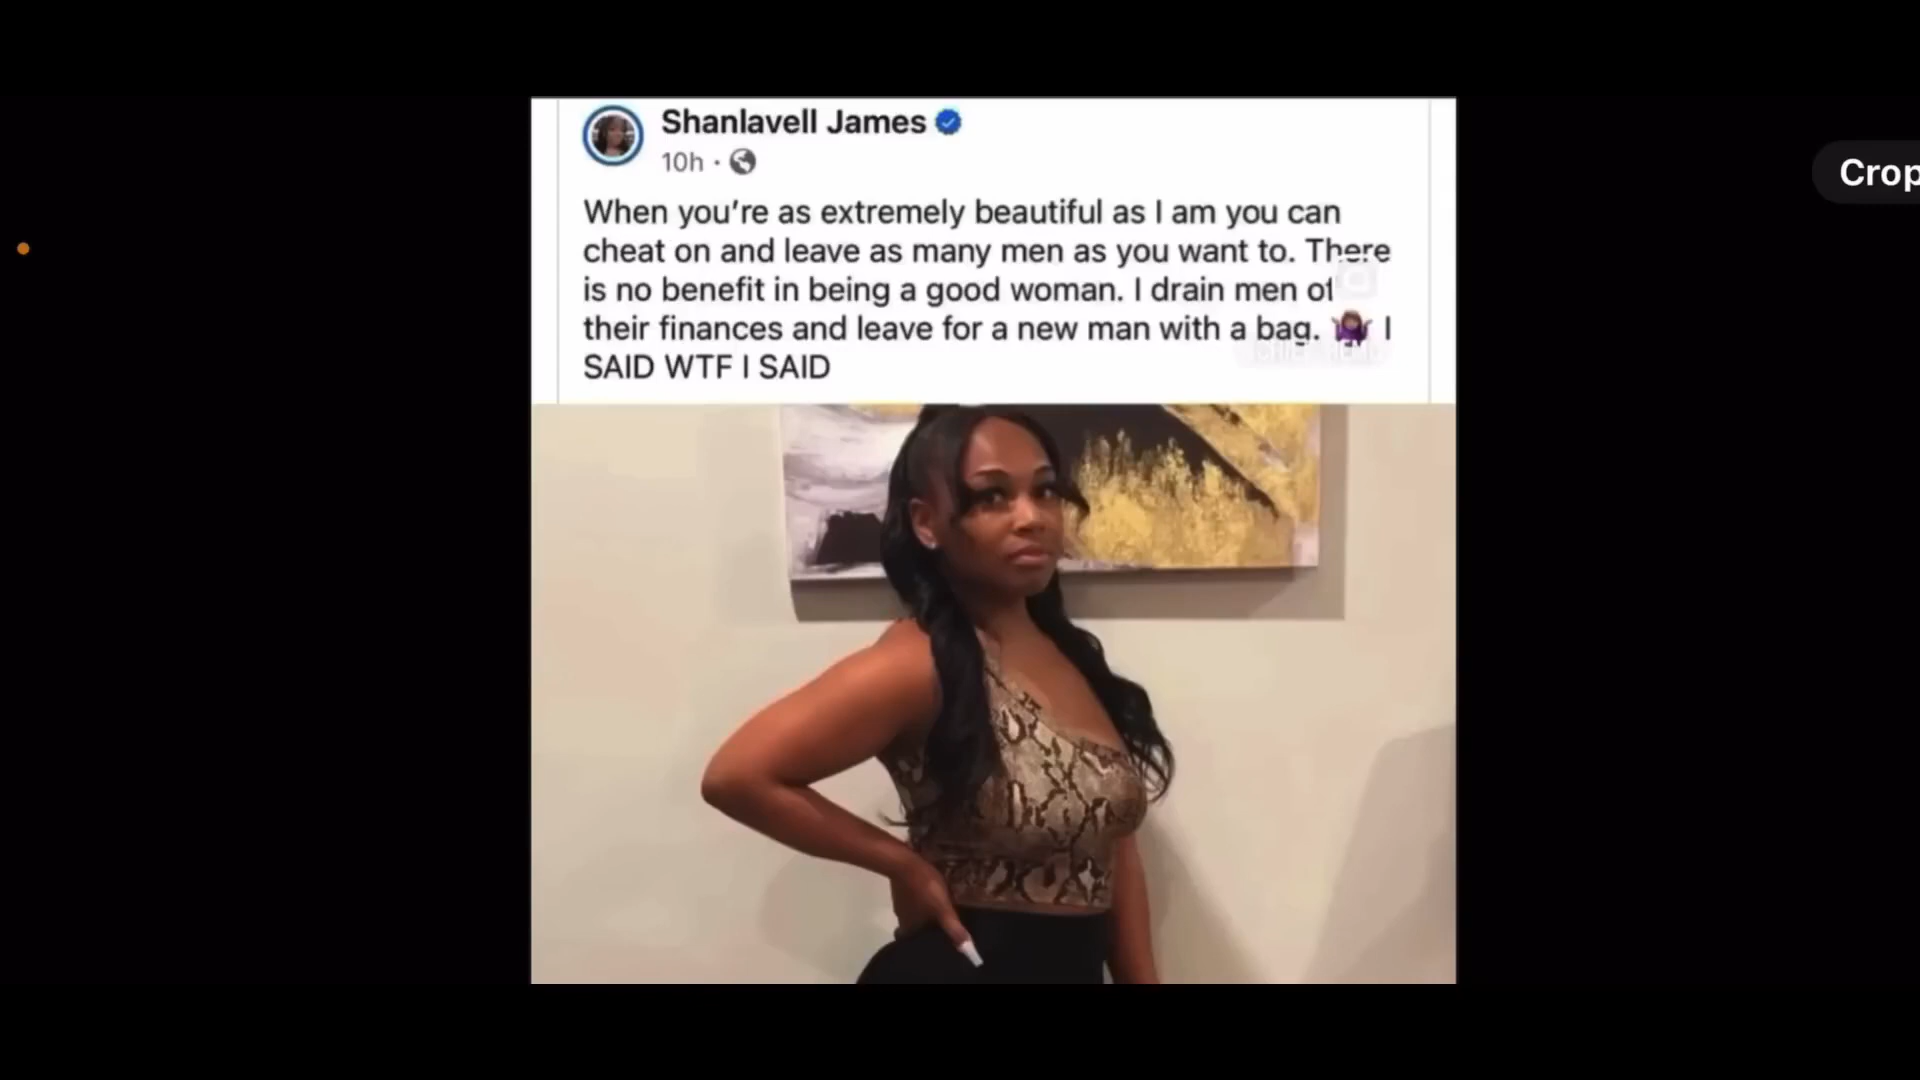 Shanlavell James
10h ·
When you're as extremely beautiful as I am you can
cheat on and leave as many men as you want to. There
is no benefit in being a good woman. I drain men of
their finances and leave for a new man with a bag. 🤷🏾‍♀️ I
SAID WTF I SAID
Crop